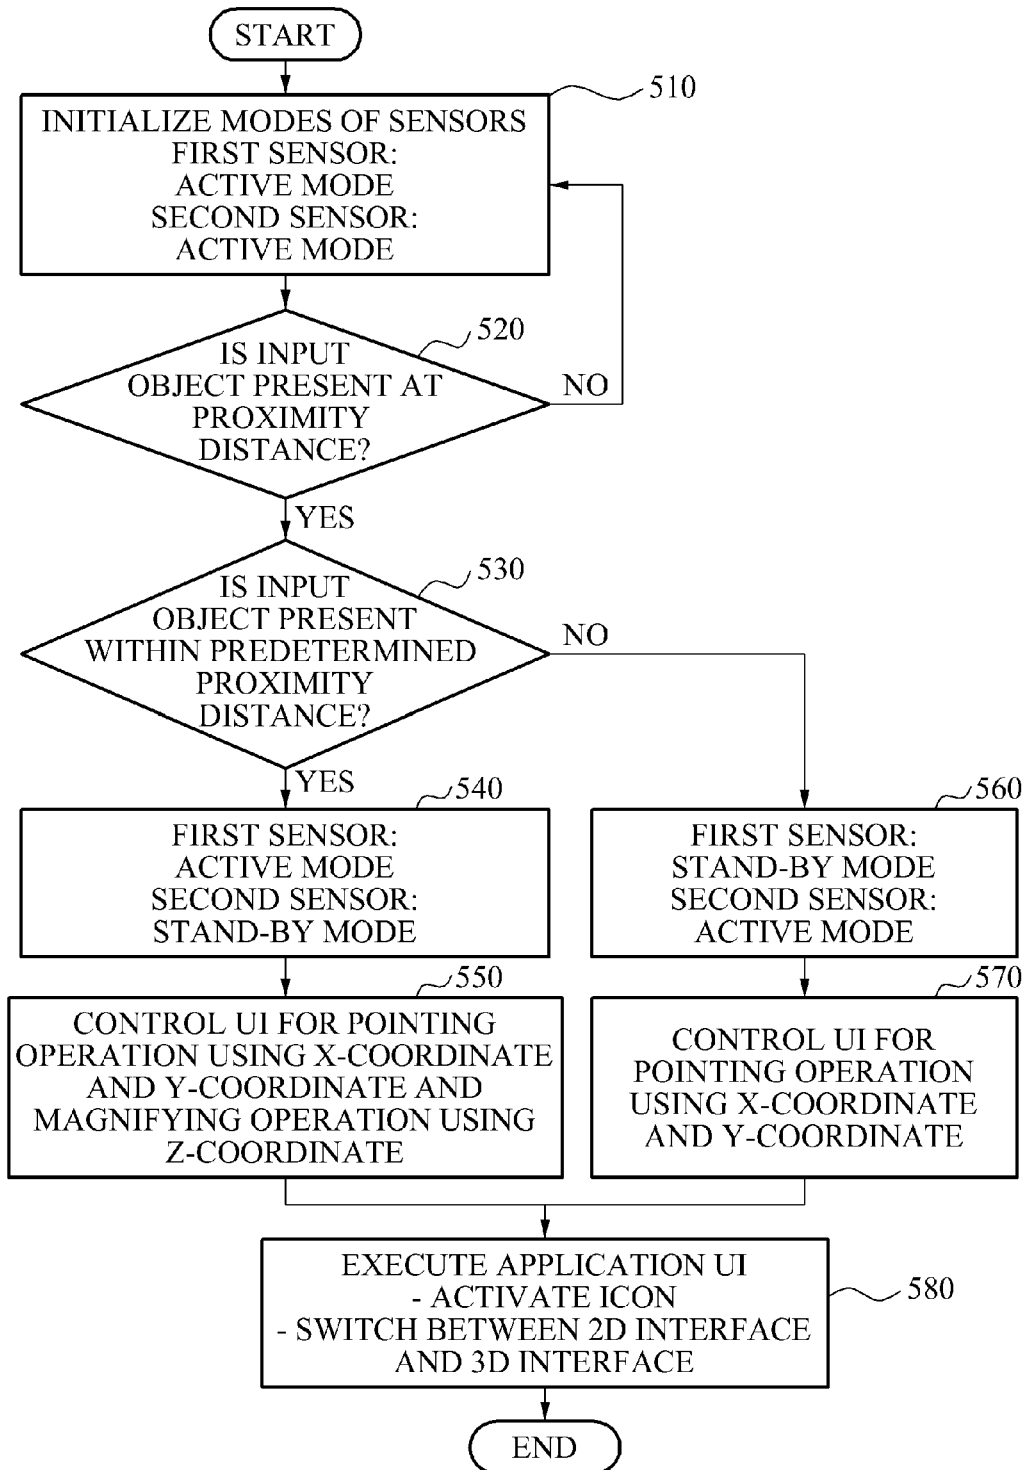 START
510
INITIALIZE MODES OF SENSORS
FIRST SENSOR:
ACTIVE MODE
SECOND SENSOR:
ACTIVE MODE
520
IS INPUT
OBJECT PRESENT AT
PROXIMITY
DISTANCE?
NO
YES
530
IS INPUT
OBJECT PRESENT
WITHIN PREDETERMINED
PROXIMITY
DISTANCE?
NO
YES
540
FIRST SENSOR:
ACTIVE MODE
SECOND SENSOR:
STAND-BY MODE
560
FIRST SENSOR:
STAND-BY MODE
SECOND SENSOR:
ACTIVE MODE
550
CONTROL UI FOR POINTING
OPERATION USING X-COORDINATE
AND Y-COORDINATE AND
MAGNIFYING OPERATION USING
Z-COORDINATE
570
CONTROL UI FOR
POINTING OPERATION
USING X-COORDINATE
AND Y-COORDINATE
EXECUTE APPLICATION UI
- ACTIVATE ICON
- SWITCH BETWEEN 2D INTERFACE
AND 3D INTERFACE
580
END